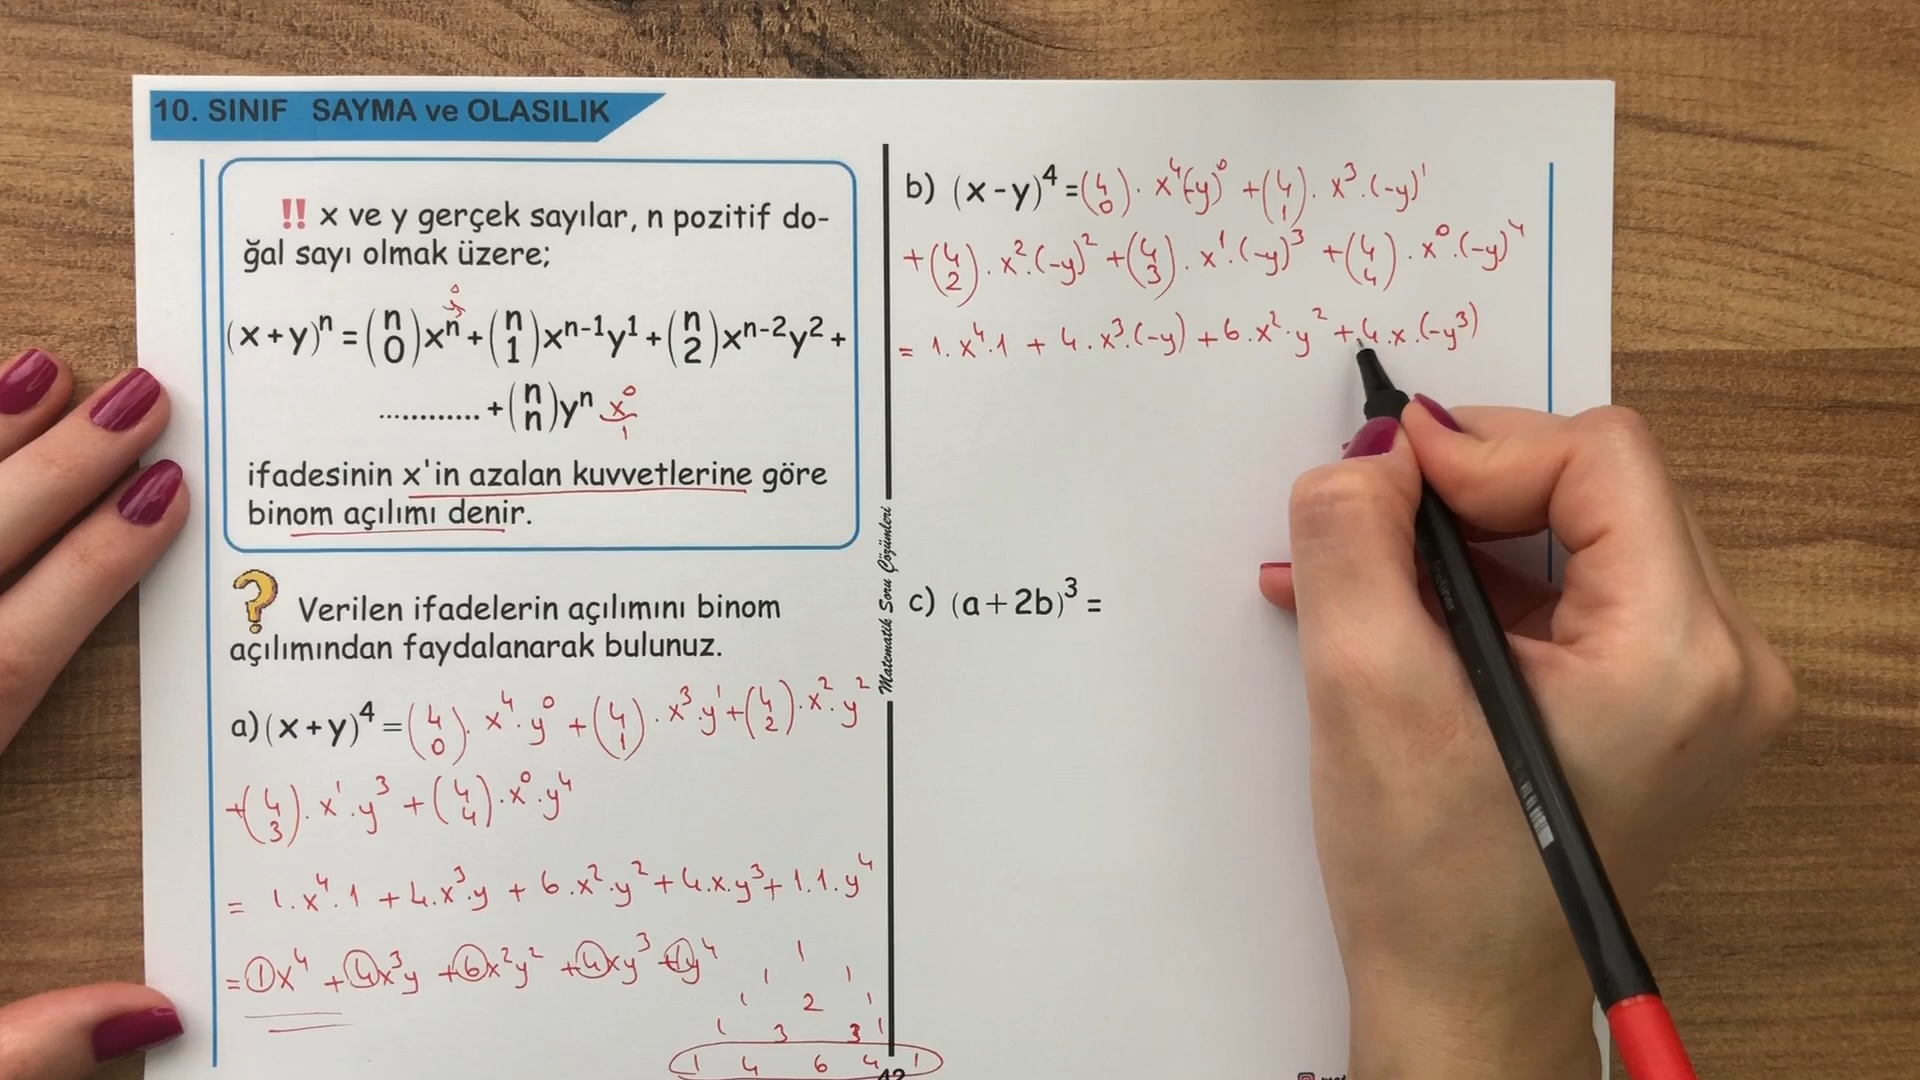 10. SINIF SAYMA ve OLASILIK
!! x ve y gerçek sayılar, n pozitif do-
ğal sayı olmak üzere;
(x+y)ⁿ = (n 0)xⁿ y⁰ + (n 1)xⁿ⁻¹y¹ + (n 2)xⁿ⁻²y² +
............ + (n n)yⁿ x⁰
1
ifadesinin x'in azalan kuvvetlerine göre
binom açılımı denir.
? Verilen ifadelerin açılımını binom
açılımından faydalanarak bulunuz.
a) (x+y)⁴ = (4 0). x⁴. y⁰ + (4 1). x³.y¹ + (4 2).x².y²
+(4 3). x¹.y³ + (4 4).x⁰.y⁴
= 1.x⁴.1 + 4.x³.y + 6.x².y² + 4.x.y³ + 1.1.y⁴
= 1x⁴ + 4x³y + 6x²y² + 4xy³ + 1y⁴
1
1 1
1 2 1
1 3 3 1
1 4 6 4 1
Matematik Soru Çözümleri
b) (x-y)⁴ = (4 0). x⁴(-y)⁰ + (4 1). x³.(-y)¹
+(4 2). x².(-y)² + (4 3). x¹.(-y)³ + (4 4). x⁰.(-y)⁴
= 1.x⁴.1 + 4.x³.(-y) + 6.x².y² + 4.x.(-y³)
c) (a+2b)³ =